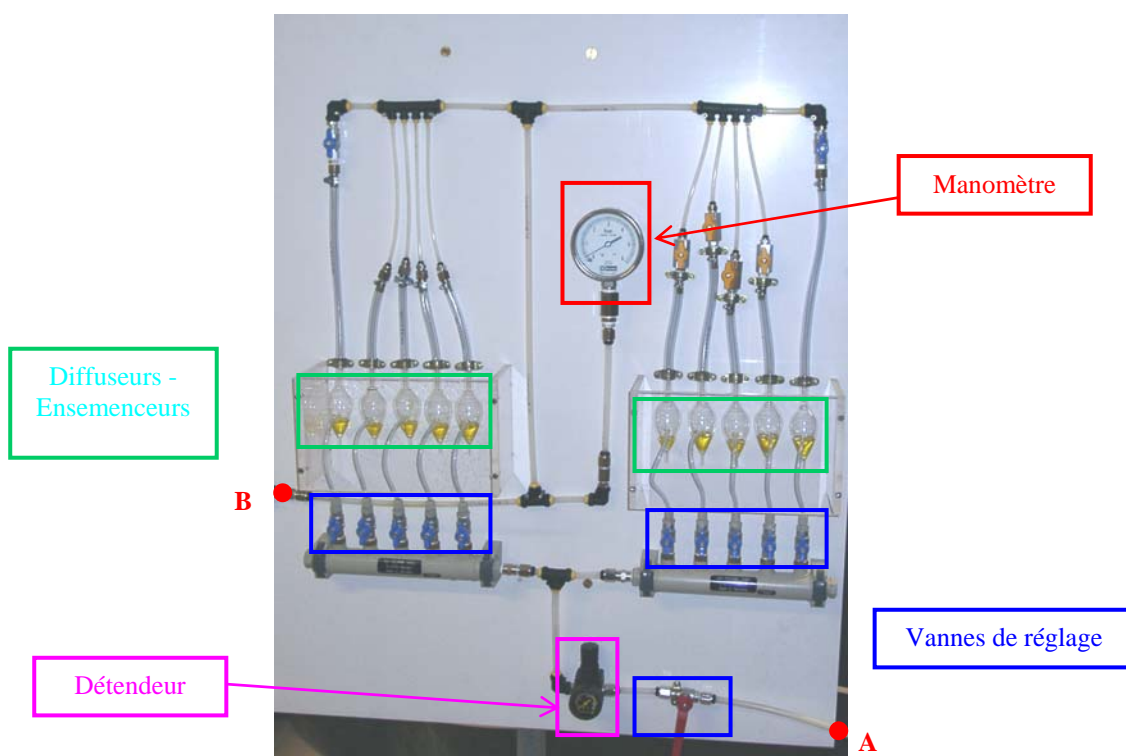 Manomètre
Diffuseurs -
Ensemenceurs
B
Vannes de réglage
Détendeur
A